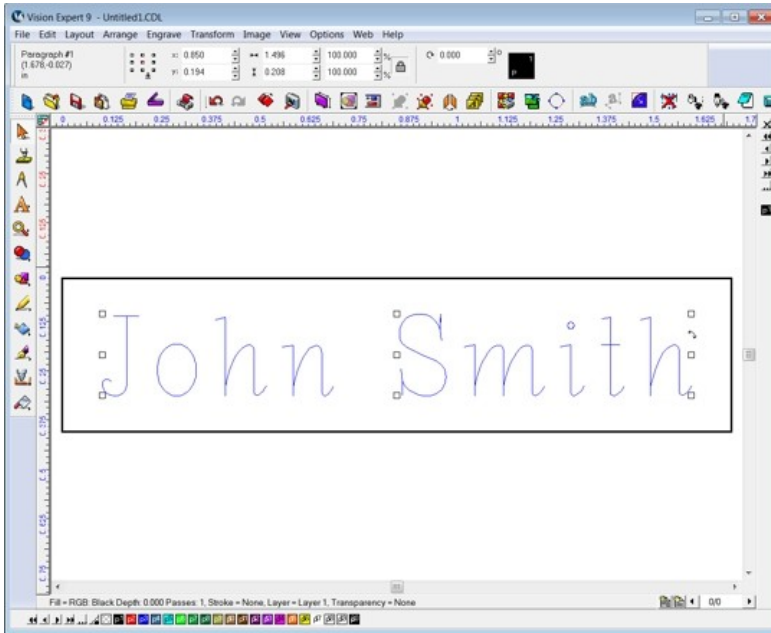 Vision Expert 9 - Untitled1.CDL
File Edit Layout Arrange Engrave Transform Image View Options Web Help
Paragraph #1
(1.678,-0.027)
in
x: 0.850 1.496 100.000 % 0.000 °
y: 0.194 0.208 100.000 %
0 0.125 0.25 0.375 0.5 0.625 0.75 0.875 1 1.125 1.25 1.375 1.5 1.625 1.7
John Smith
Fill = RGB: Black Depth: 0.000 Passes: 1, Stroke = None, Layer = Layer 1, Transparency = None
0/0